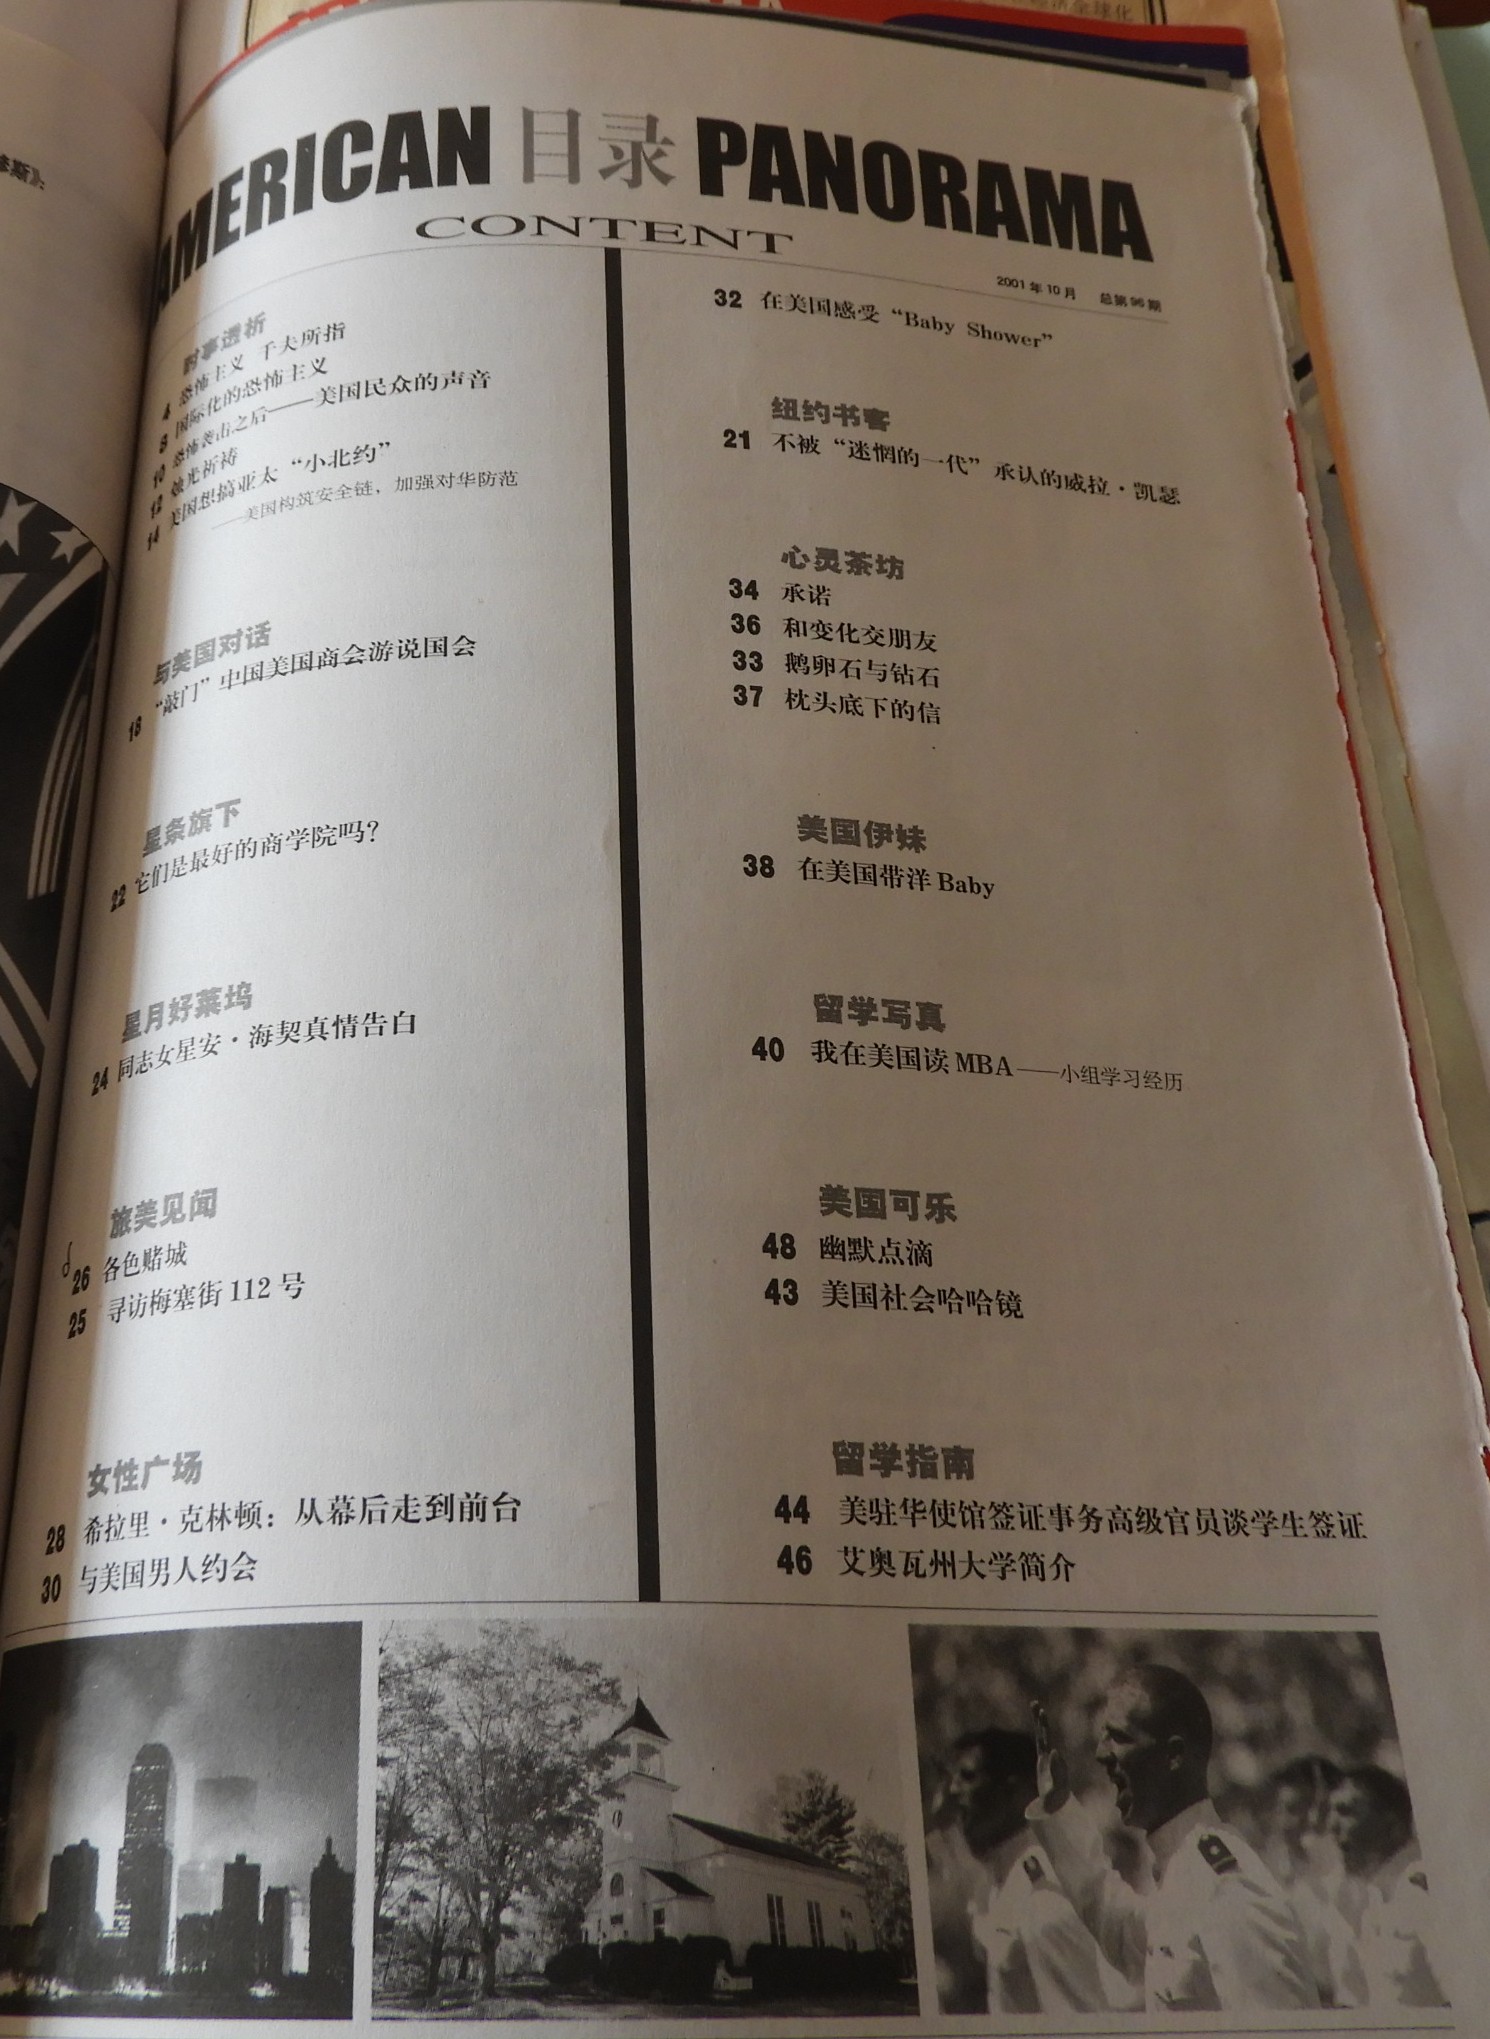 AMERICAN 目录 PANORAMA
CONTENT
2001年10月 总第96期
时事透析
4 恐怖主义 千夫所指
8 国际化的恐怖主义
10 恐怖袭击之后——美国民众的声音
12 烛光祈祷
14 美国想搞亚太“小北约”
——美国构筑安全链,加强对华防范
与美国对话
18 “敲门”中国美国商会游说国会
星条旗下
22 它们是最好的商学院吗?
星月好莱坞
24 同志女星安·海契真情告白
旅美见闻
26 各色赌城
25 寻访梅塞街112号
女性广场
28 希拉里·克林顿:从幕后走到前台
30 与美国男人约会
32 在美国感受“Baby Shower”
纽约书客
21 不被“迷惘的一代”承认的威拉·凯瑟
心灵茶坊
34 承诺
36 和变化交朋友
33 鹅卵石与钻石
37 枕头底下的信
美国伊妹
38 在美国带洋Baby
留学写真
40 我在美国读MBA——小组学习经历
美国可乐
48 幽默点滴
43 美国社会哈哈镜
留学指南
44 美驻华使馆签证事务高级官员谈学生签证
46 艾奥瓦州大学简介